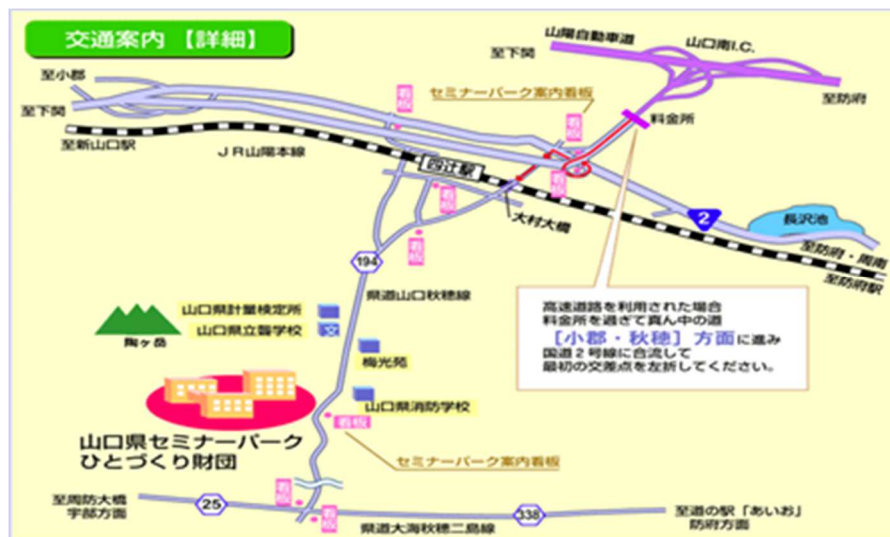 交通案内 【詳細】
山陽自動車道
山口南I.C.
至下関
至防府
至小郡
至下関
セミナーパーク案内看板
看板
看板
料金所
至新山口駅
JR山陽本線
四辻駅
看板
看板
看板
大村大橋
2
長沢池
至防府・周南
至防府駅
194
県道山口秋穂線
高速道路を利用された場合
料金所を過ぎて真ん中の道
[小郡・秋穂] 方面に進み
国道2号線に合流して
最初の交差点を左折してください。
山口県計量検定所
山口県立聾学校
文
陶ヶ岳
梅光苑
山口県消防学校
看板
山口県セミナーパーク
ひとづくり財団
セミナーパーク案内看板
至周防大橋
宇部方面
25
看板
看板
県道大海秋穂二島線
338
至道の駅「あいお」
防府方面